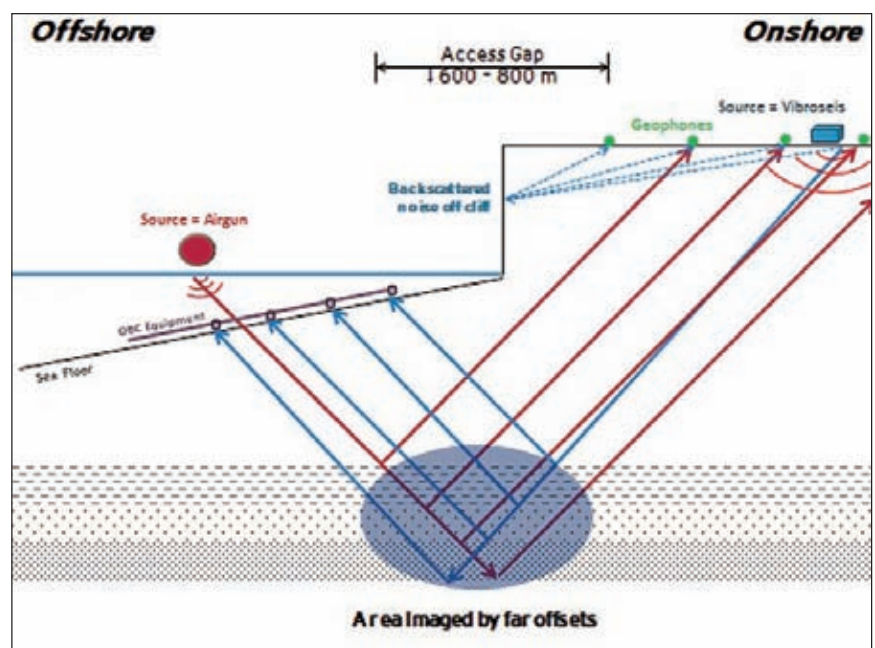 Offshore
Onshore
Access Gap
~600 - 800 m
Source = Vibroseis
Geophones
Backscattered
noise off cliff
Source = Airgun
OBC Equipment
Sea Floor
Area Imaged by far offsets